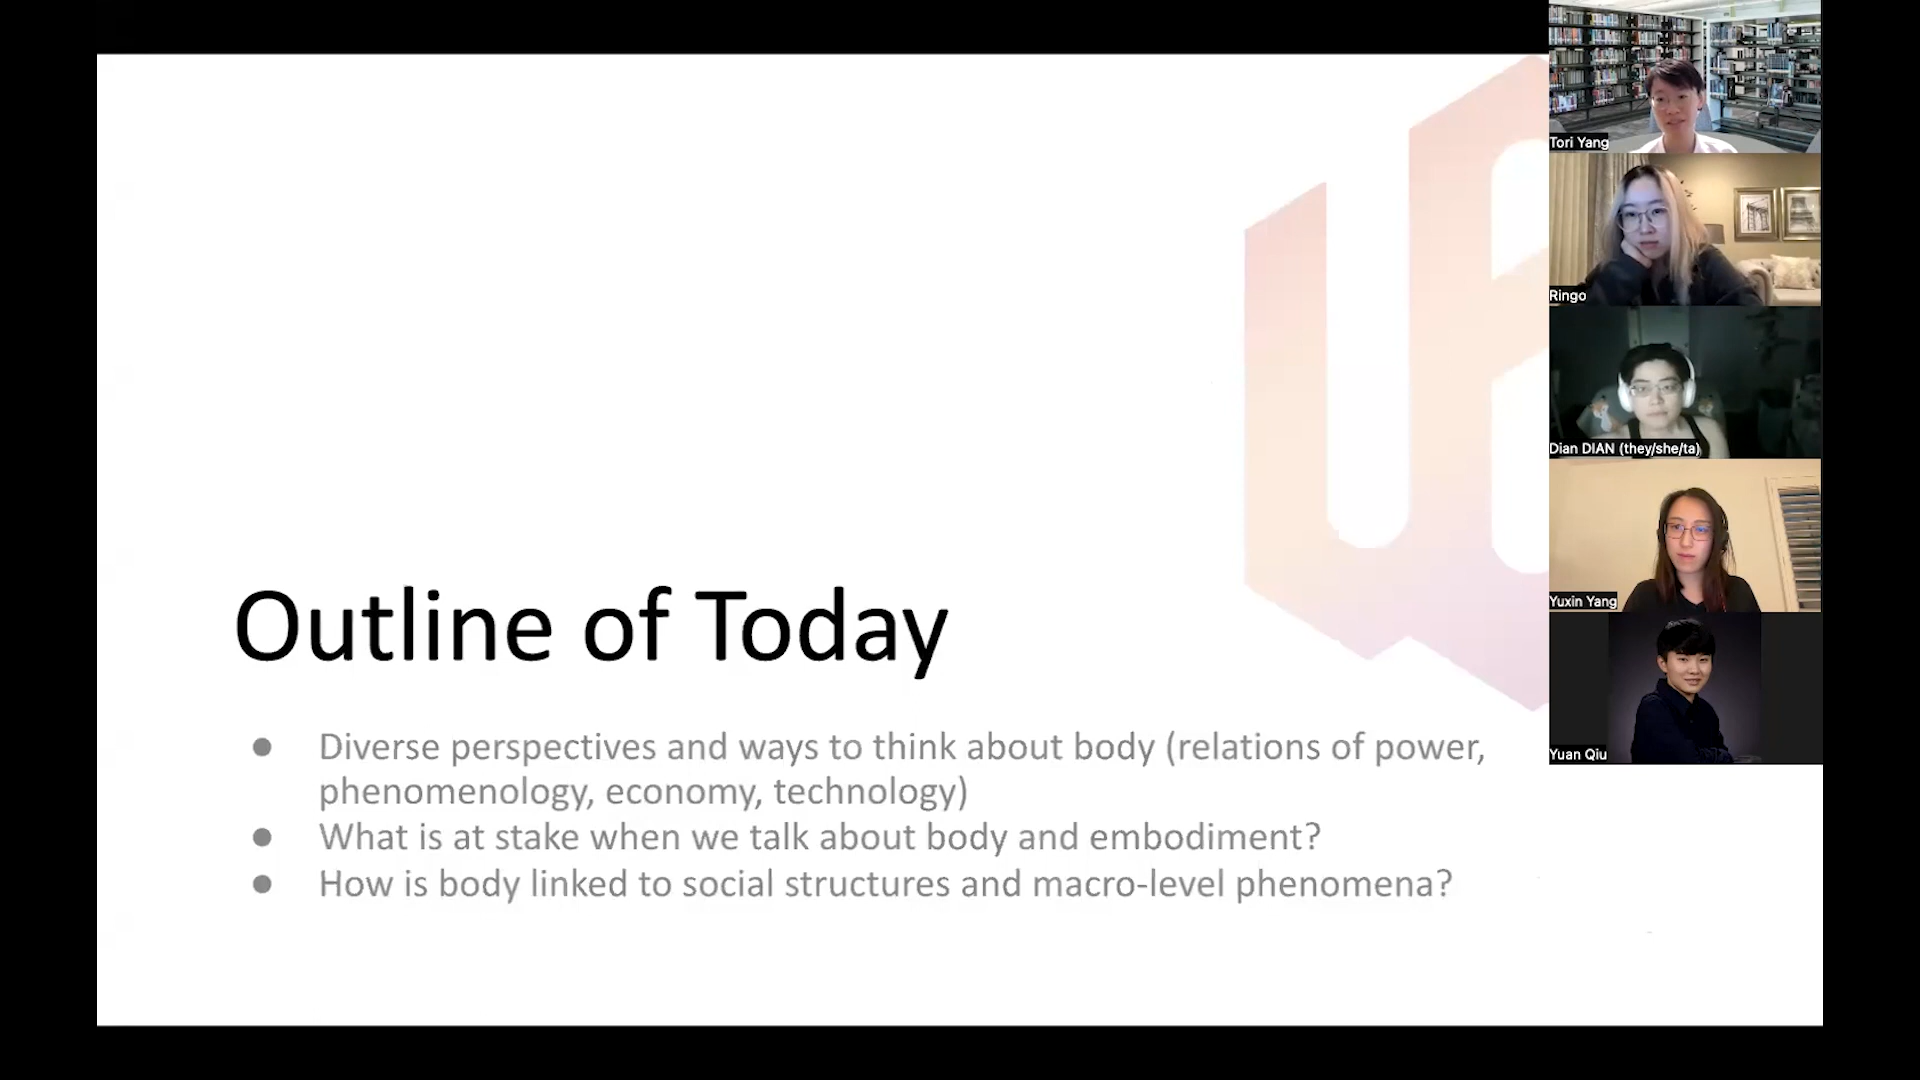 Outline of Today
● Diverse perspectives and ways to think about body (relations of power,
phenomenology, economy, technology)
● What is at stake when we talk about body and embodiment?
● How is body linked to social structures and macro-level phenomena?
Tori Yang
Ringo
Dian DIAN (they/she/ta)
Yuxin Yang
Yuan Qiu